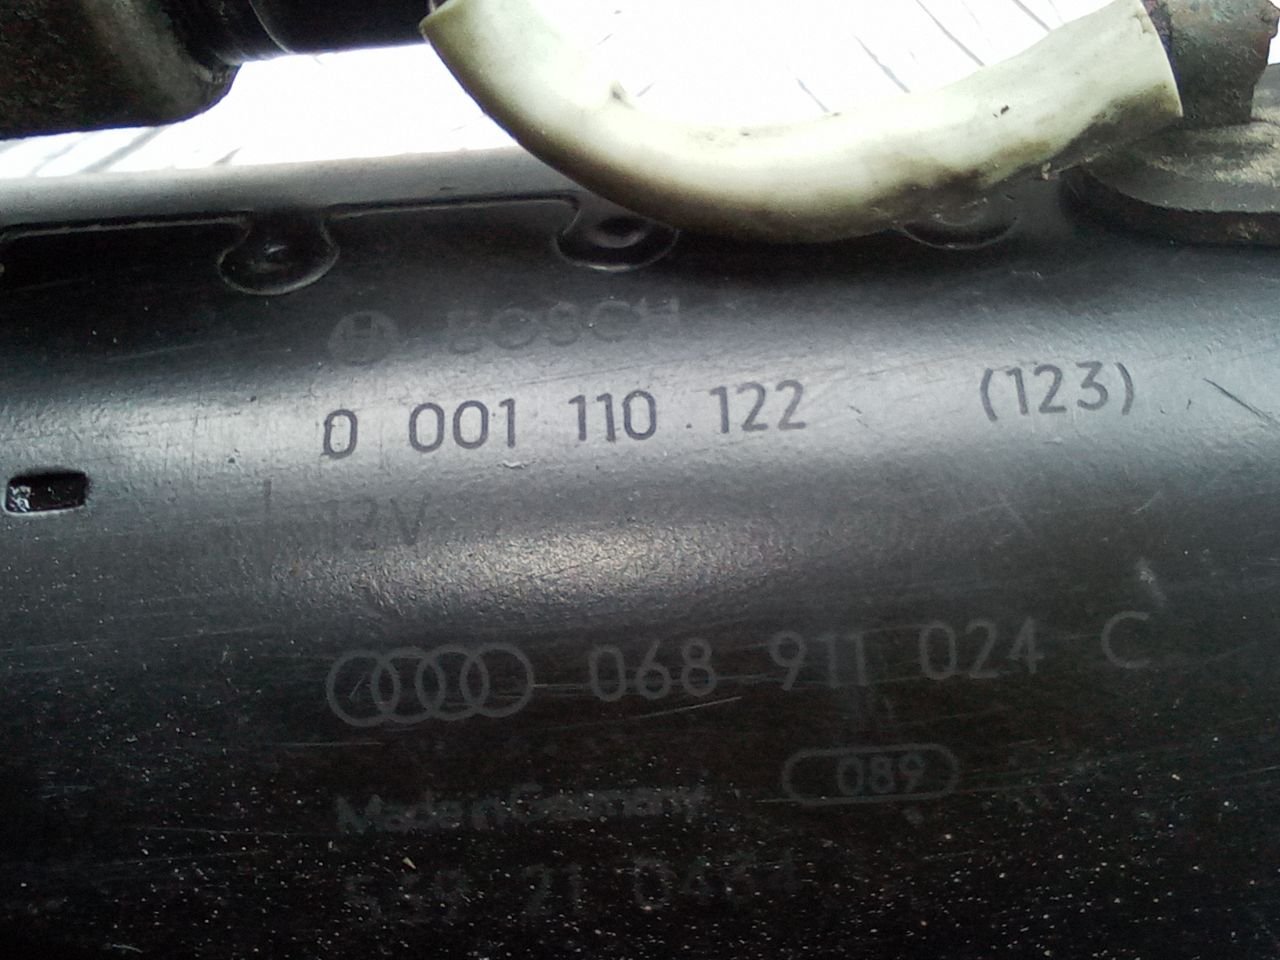 BOSCH
0 001 110 122 (123)
12V
068 911 024 C
089
Made in Germany